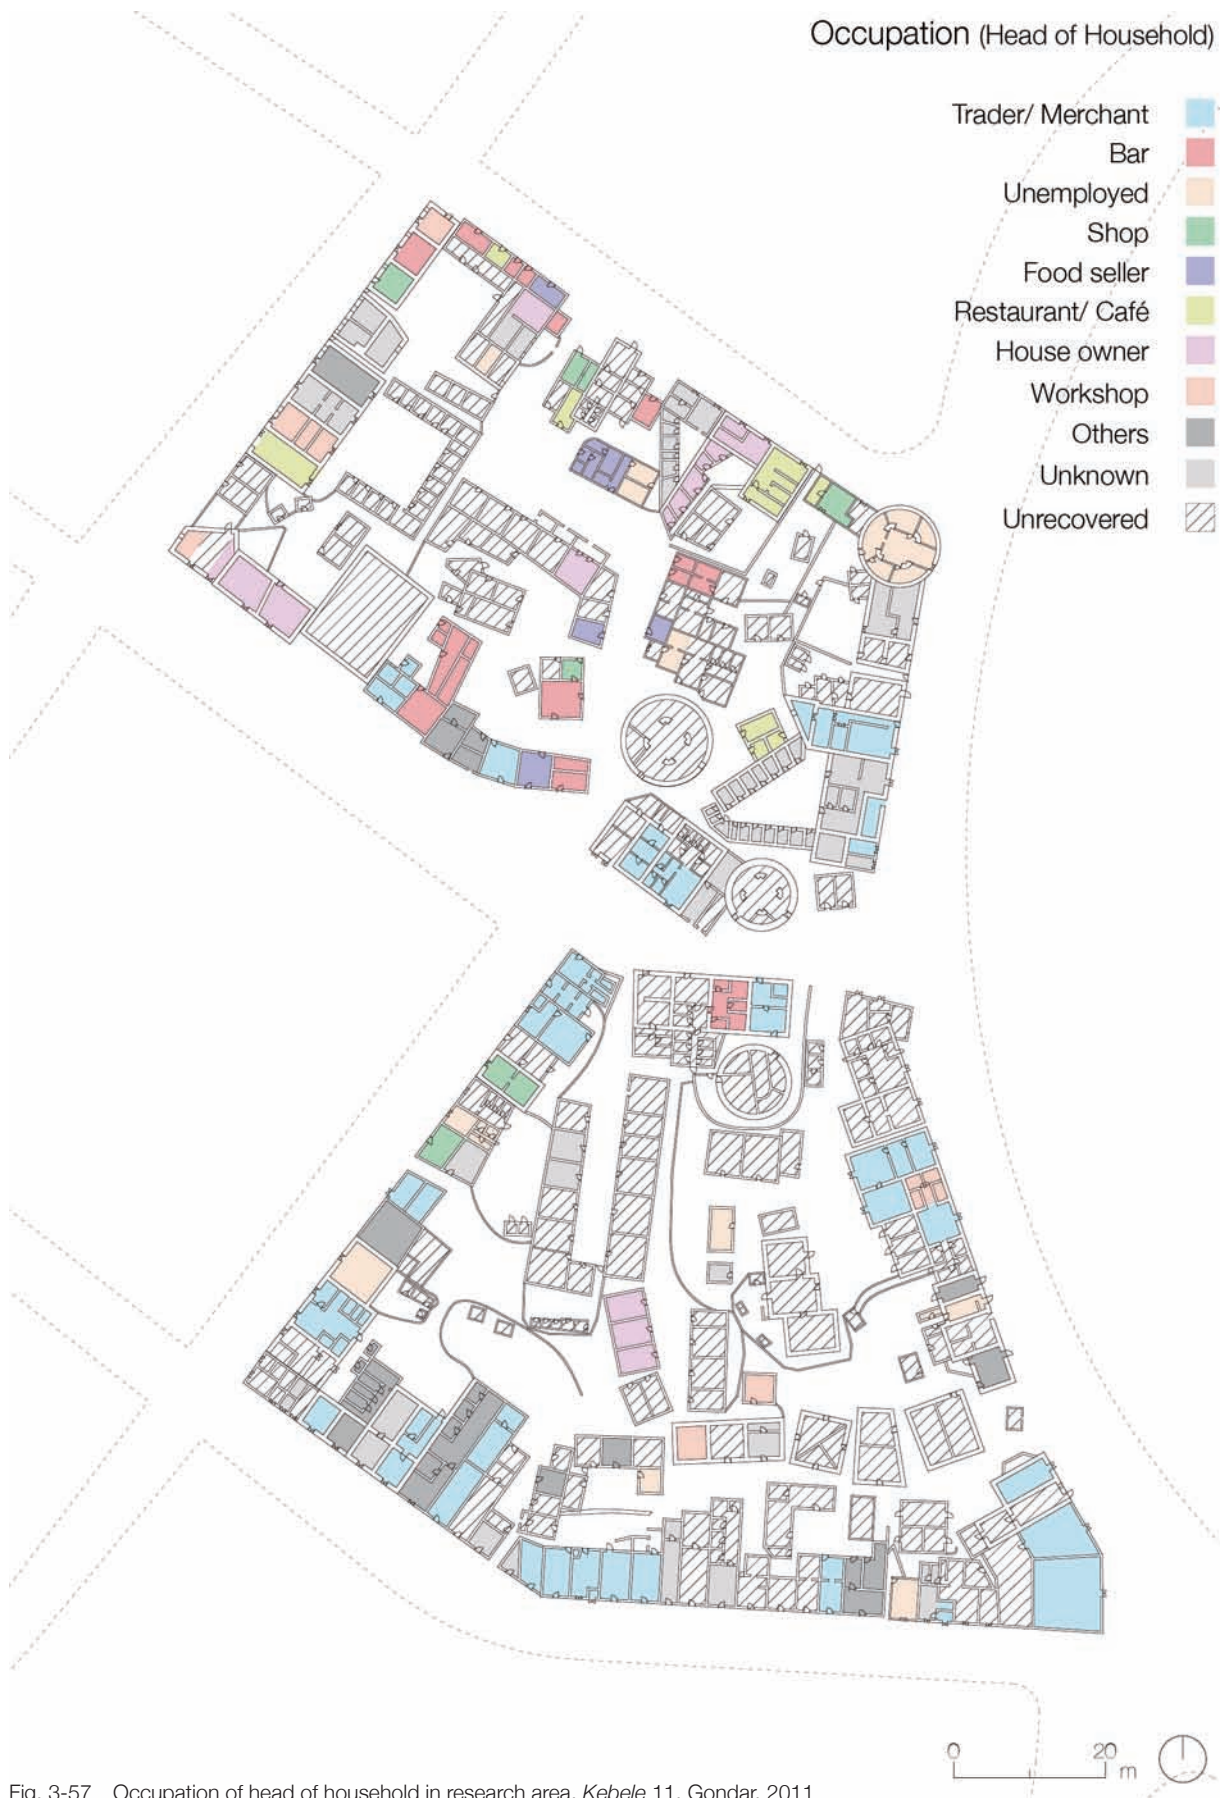 Occupation (Head of Household)
Trader/ Merchant
Bar
Unemployed
Shop
Food seller
Restaurant/ Café
House owner
Workshop
Others
Unknown
Unrecovered
0 20 m
Fig. 3-57 Occupation of head of household in research area, Kebele 11, Gondar, 2011